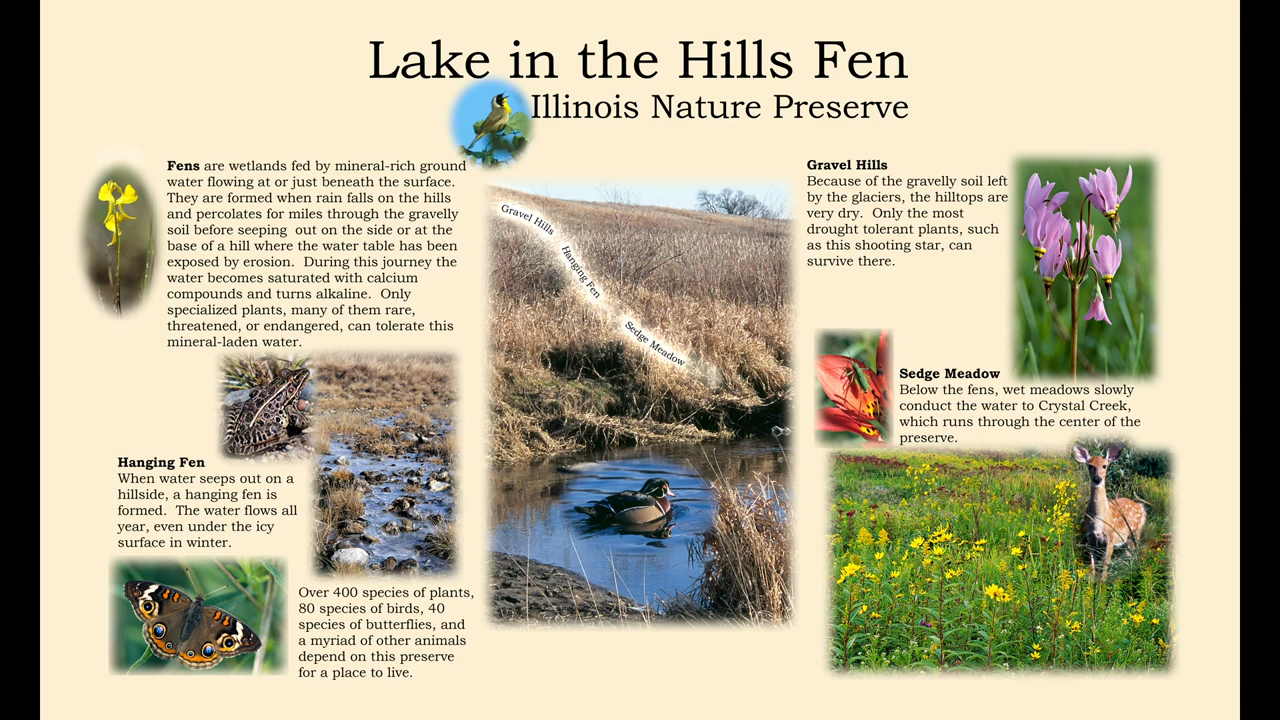 Lake in the Hills Fen
Illinois Nature Preserve
Fens are wetlands fed by mineral-rich ground
water flowing at or just beneath the surface.
They are formed when rain falls on the hills
and percolates for miles through the gravelly
soil before seeping  out on the side or at the
base of a hill where the water table has been
exposed by erosion.  During this journey the
water becomes saturated with calcium
compounds and turns alkaline.  Only
specialized plants, many of them rare,
threatened, or endangered, can tolerate this
mineral-laden water.
Hanging Fen
When water seeps out on a
hillside, a hanging fen is
formed.  The water flows all
year, even under the icy
surface in winter.
Over 400 species of plants,
80 species of birds, 40
species of butterflies, and
a myriad of other animals
depend on this preserve
for a place to live.
Gravel Hills
Hanging Fen
Sedge Meadow
Gravel Hills
Because of the gravelly soil left
by the glaciers, the hilltops are
very dry.  Only the most
drought tolerant plants, such
as this shooting star, can
survive there.
Sedge Meadow
Below the fens, wet meadows slowly
conduct the water to Crystal Creek,
which runs through the center of the
preserve.